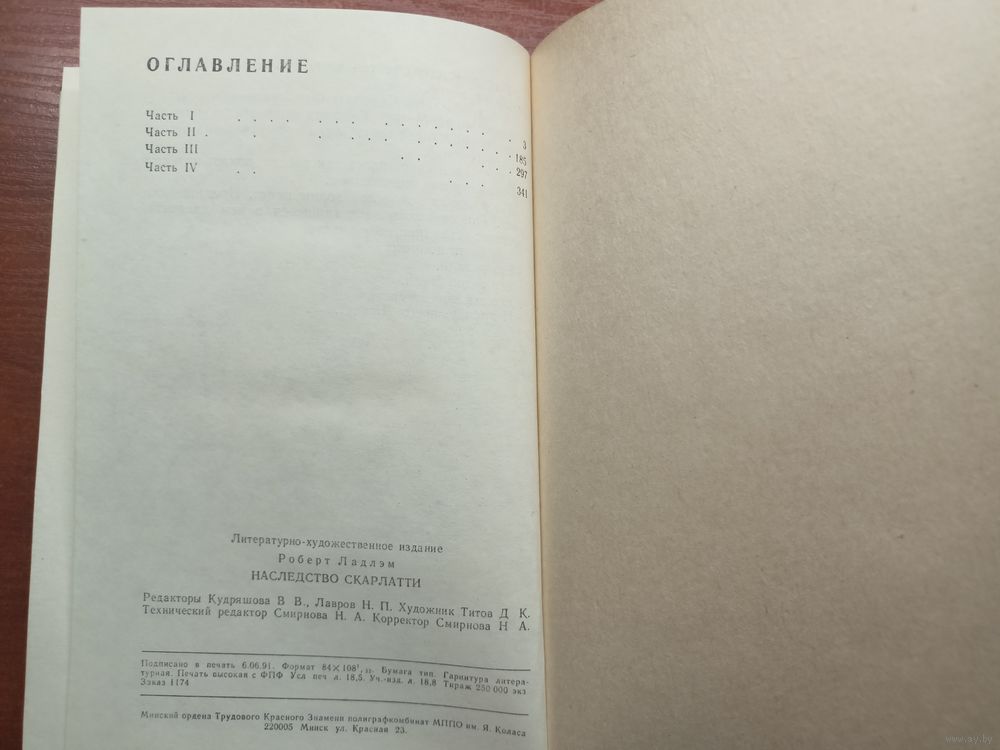 ОГЛАВЛЕНИЕ
Часть I . . . . . . . . . . . . 3
Часть II . . . . . . . . . . . 185
Часть III . . . . . 297
Часть IV . . . . . 341
Литературно-художественное издание
Роберт Ладлэм
НАСЛЕДСТВО СКАРЛАТТИ
Редакторы Кудряшова В В., Лавров Н. П. Художник Титов Д К.
Технический редактор Смирнова Н. А. Корректор Смирнова Н А.
Подписано в печать 6.06.91. Формат 84×108¹/₃₂. Бумага тип. Гарнитура литера-
турная. Печать высокая с ФПФ Усл печ л. 18,5. Уч.-изд. л. 18,8 Тираж 250 000 экз
Заказ 1174
Минский ордена Трудового Красного Знамени полиграфкомбинат МППО им. Я. Коласа
220005 Минск ул. Красная 23.
www.ay.by